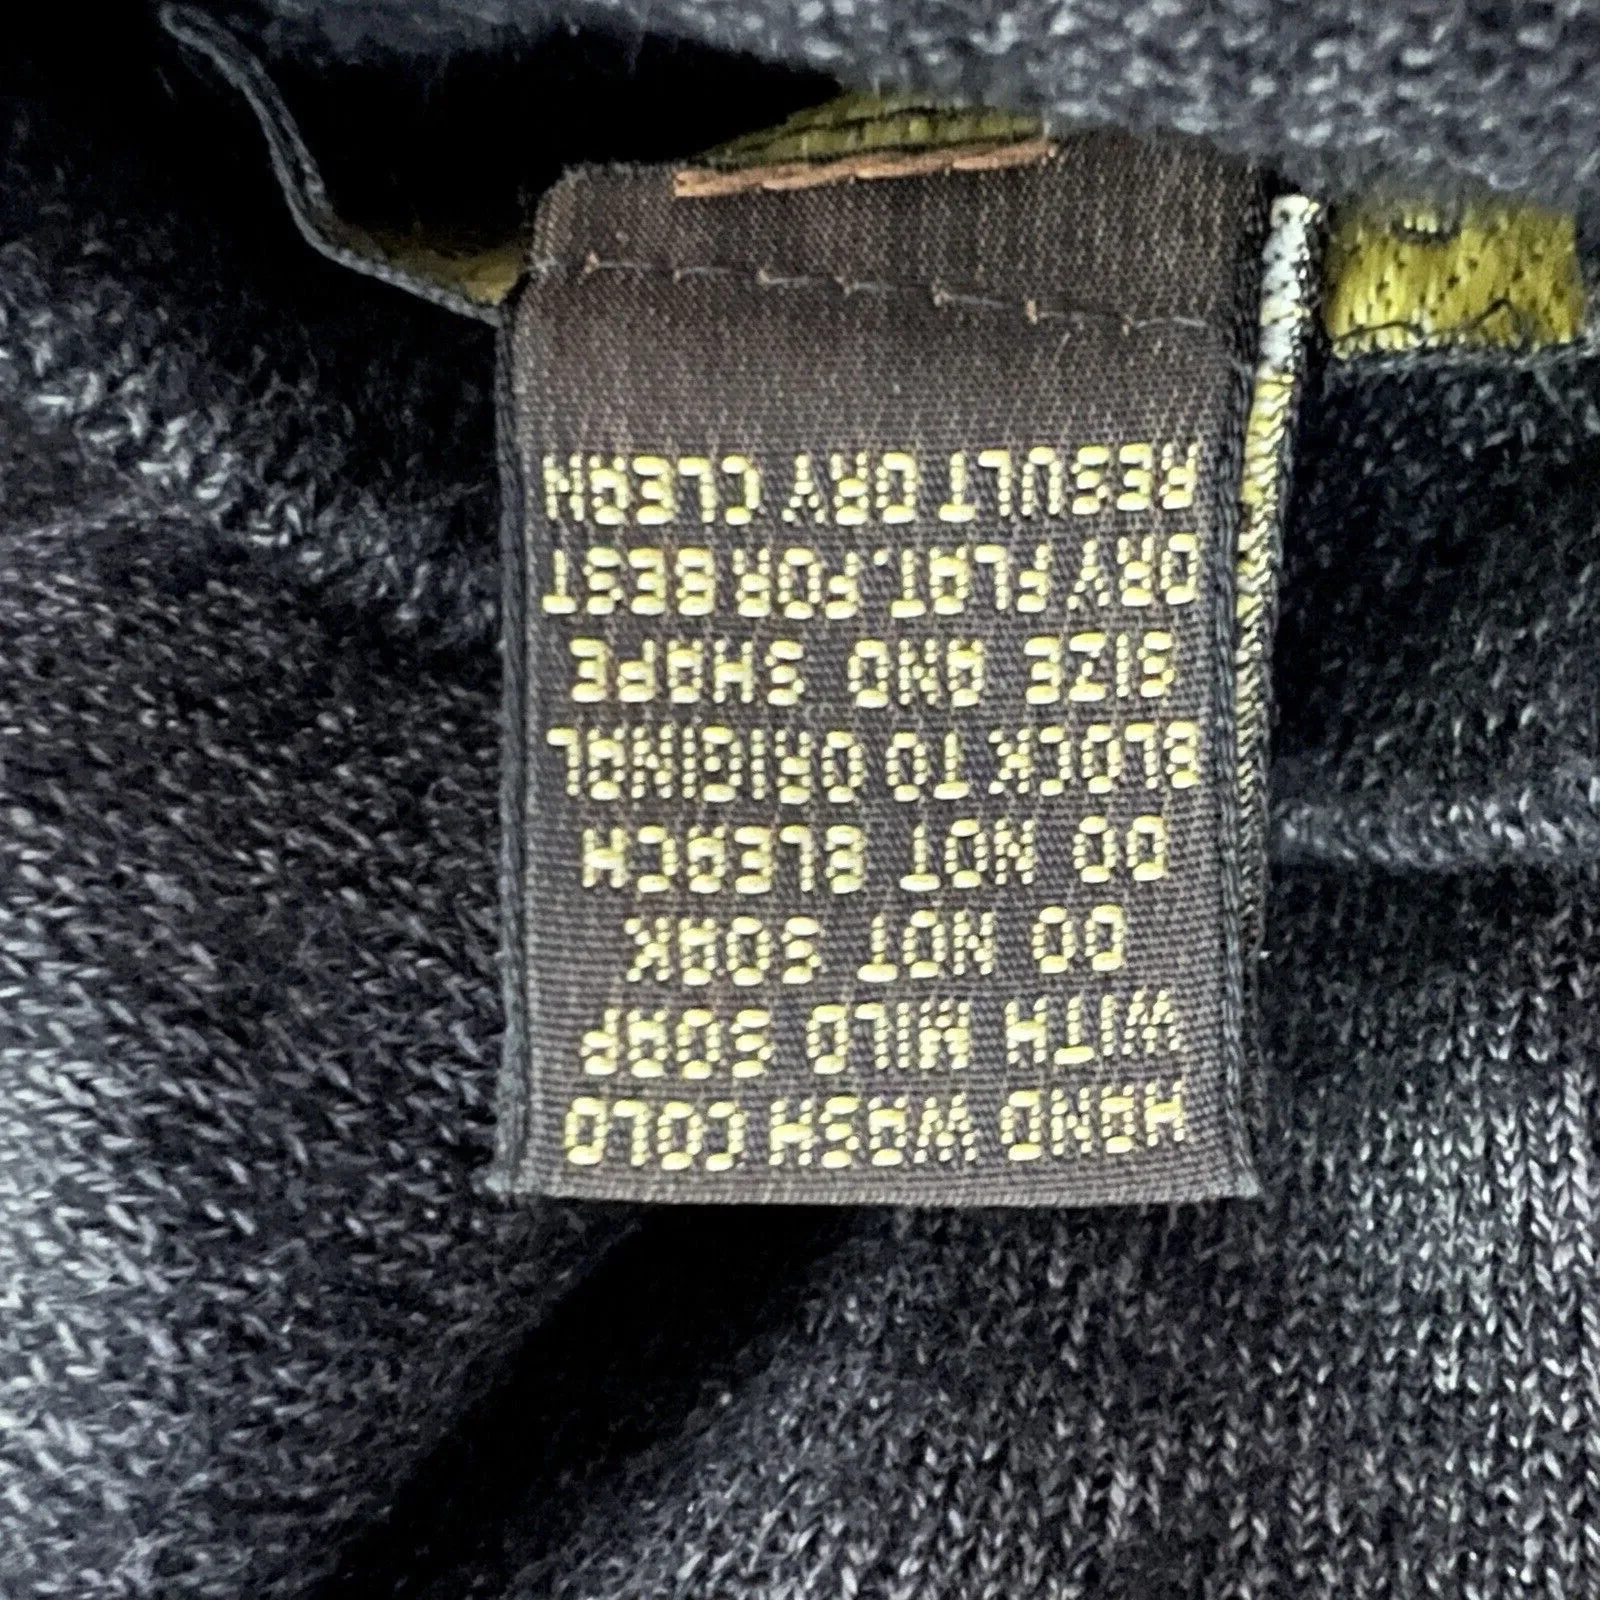 HAND WASH COLD
WITH MILD SOAP
DO NOT SOAK
DO NOT BLEACH
BLOCK TO ORIGINAL
SIZE AND SHAPE
DRY FLAT. FOR BEST
RESULT DRY CLEAN